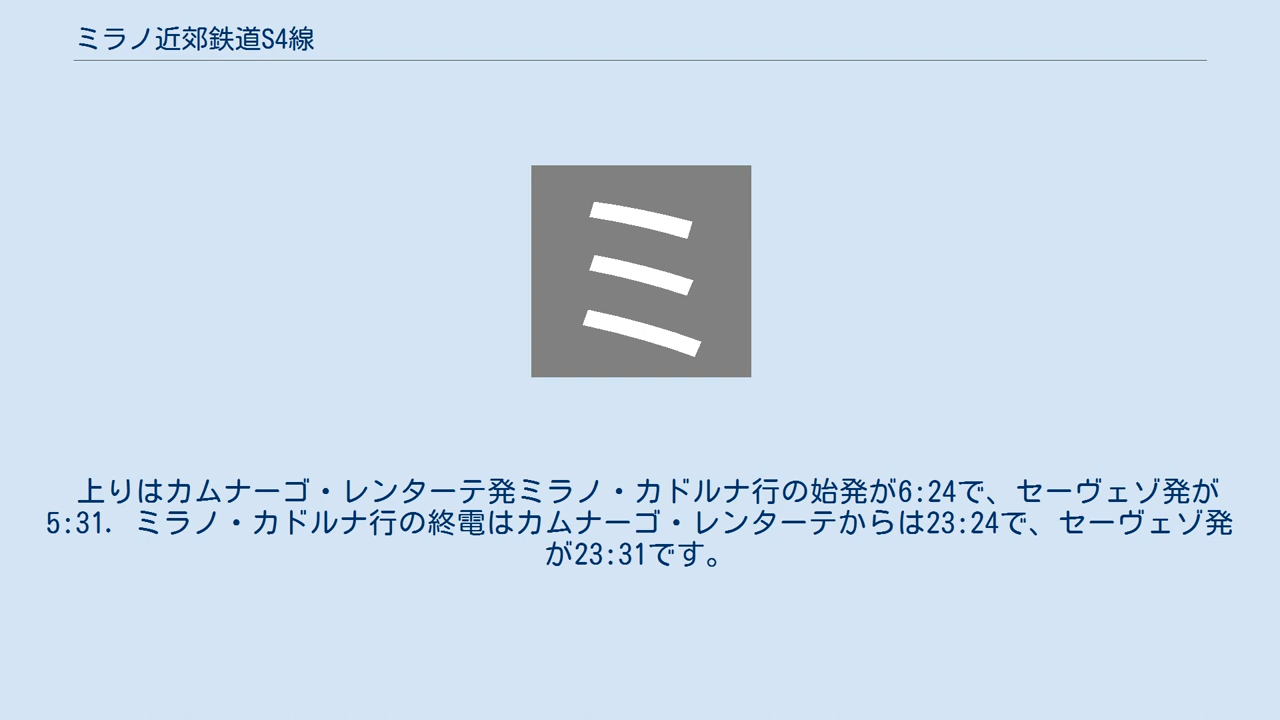 ミラノ近郊鉄道S4線
ミ
上りはカムナーゴ・レンターテ発ミラノ・カドルナ行の始発が6:24で、セーヴェゾ発が
5:31. ミラノ・カドルナ行の終電はカムナーゴ・レンターテからは23:24で、セーヴェゾ発
が23:31です。